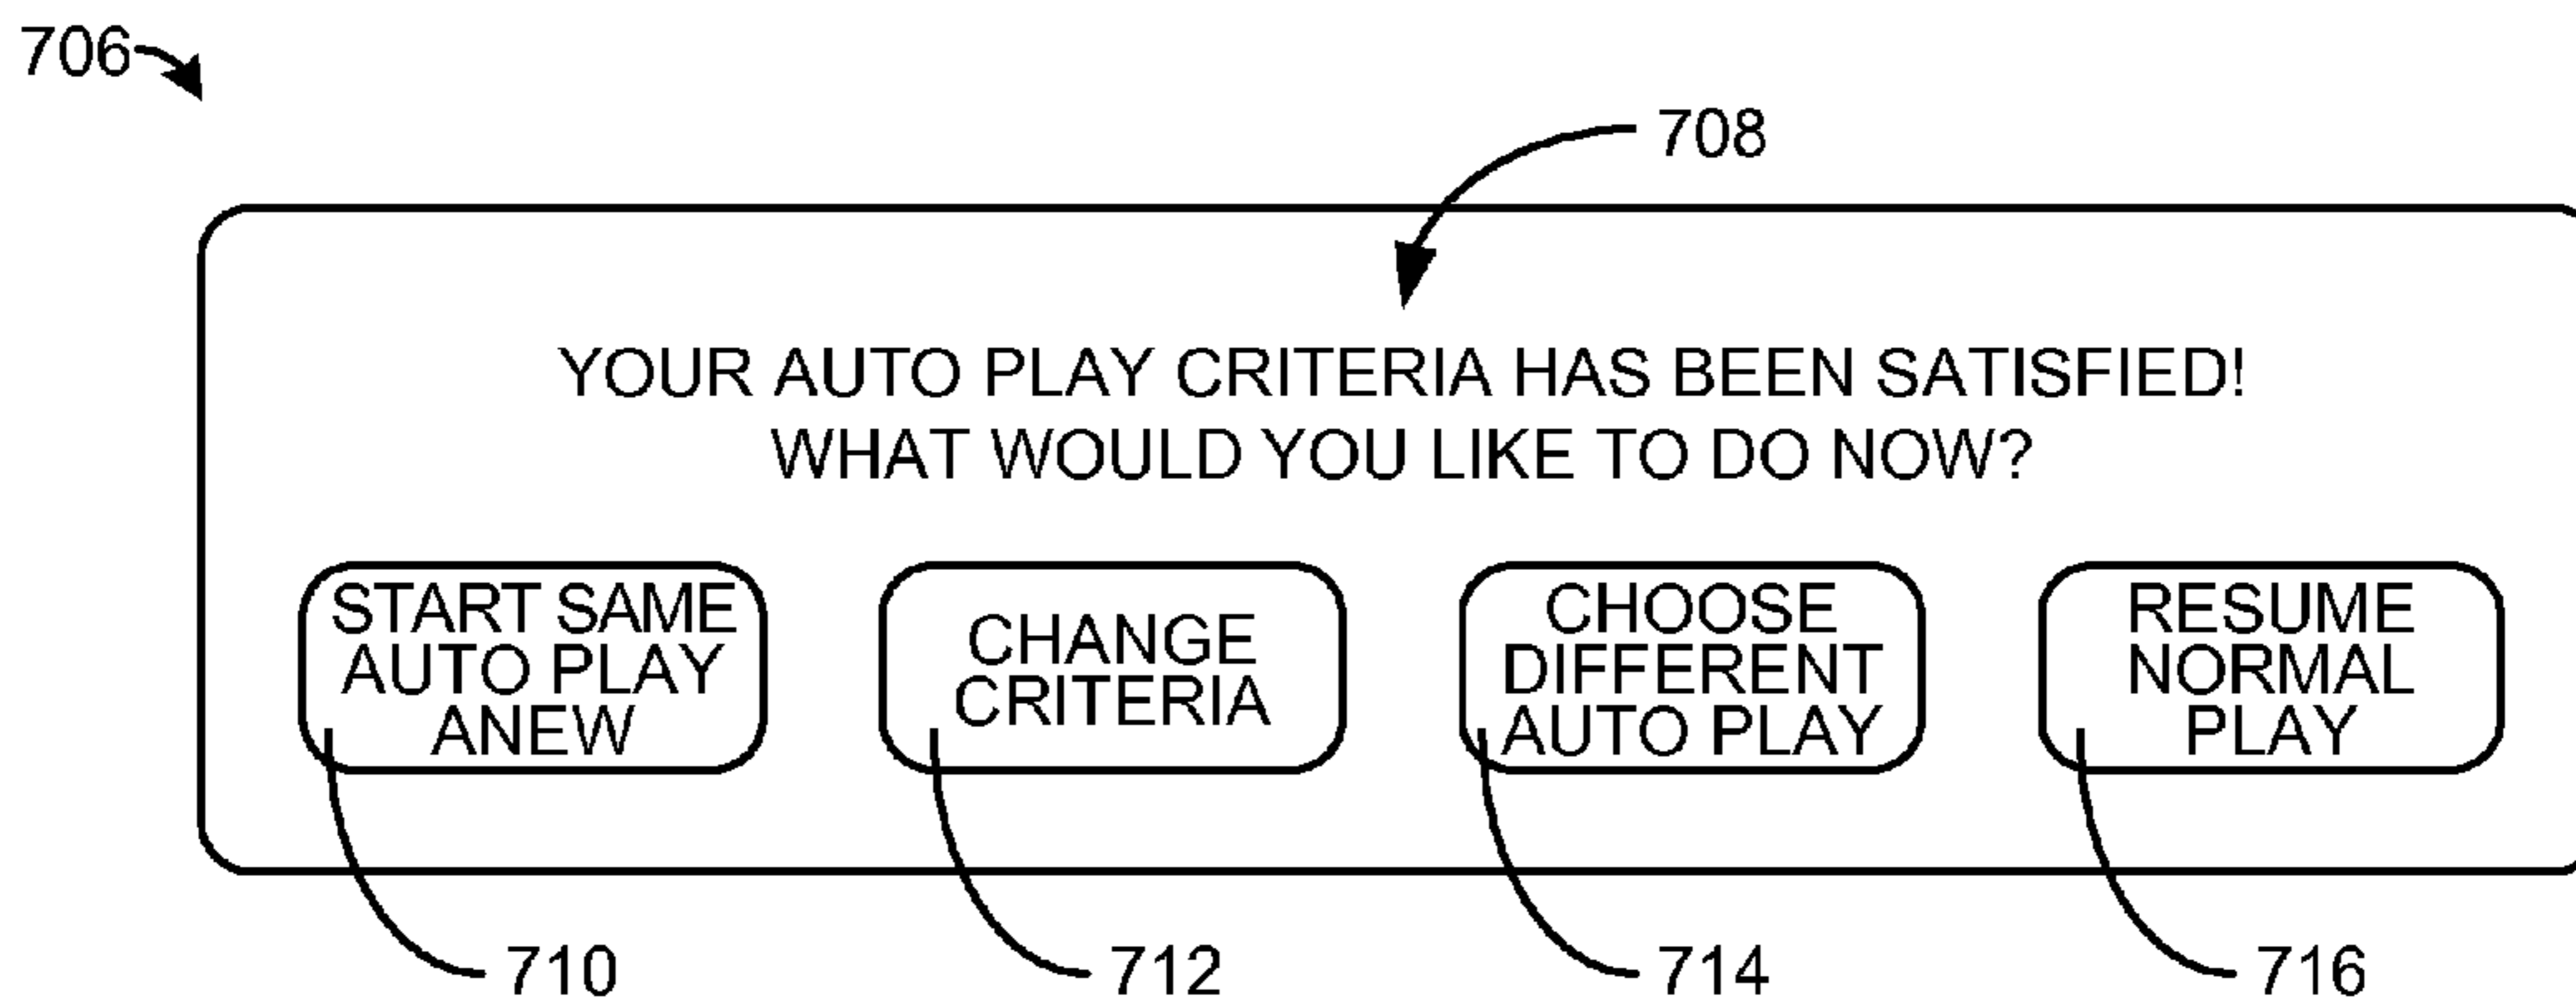 706
708
YOUR AUTO PLAY CRITERIA HAS BEEN SATISFIED!
WHAT WOULD YOU LIKE TO DO NOW?
START SAME
AUTO PLAY
ANEW
CHANGE
CRITERIA
CHOOSE
DIFFERENT
AUTO PLAY
RESUME
NORMAL
PLAY
710
712
714
716